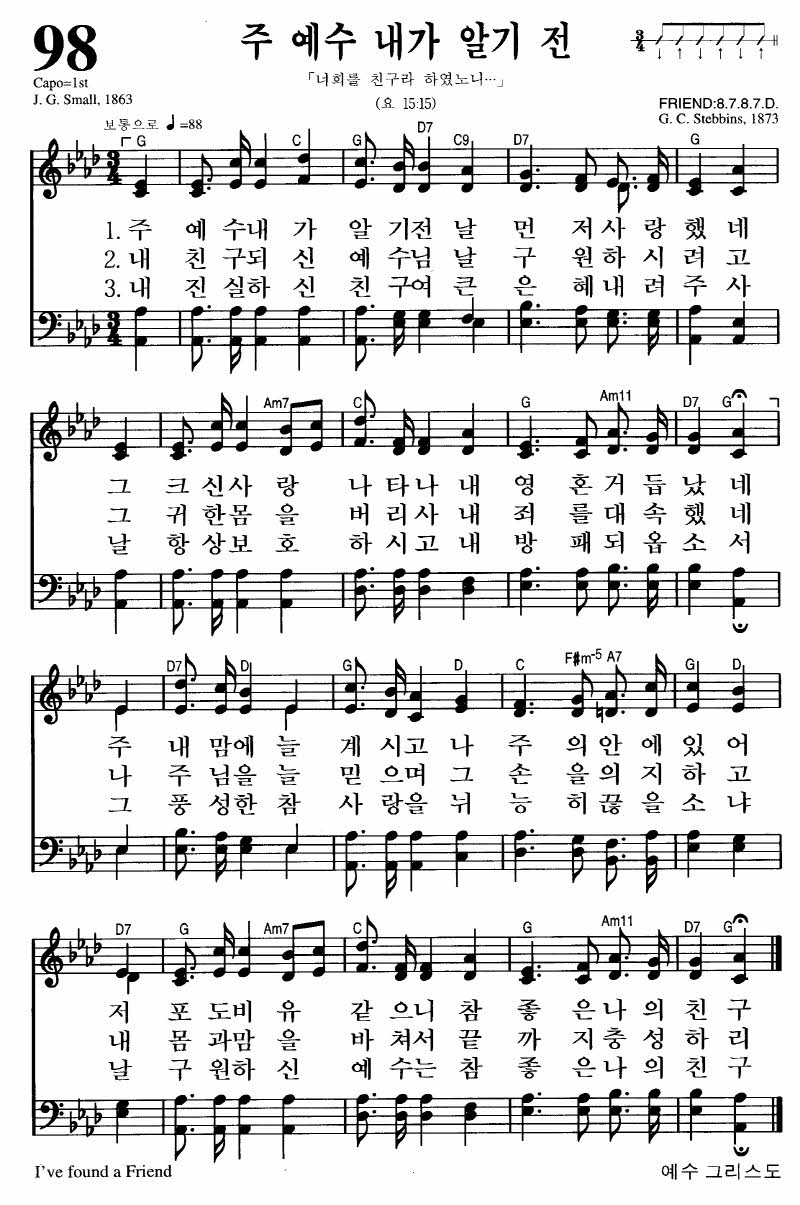 98
주 예수 내가 알기 전
「너희를 친구라 하였노니…」
(요 15:15)
Capo=1st
J. G. Small, 1863
FRIEND:8.7.8.7.D.
G. C. Stebbins, 1873
보통으로 ♩=88
G C G D7 C9 D7 G
1. 주 예 수내 가 알 기전 날 먼 저사 랑 했 네
2. 내 친 구되 신 예 수님 날 구 원하 시 려 고
3. 내 진 실하 신 친 구여 큰 은 혜내 려 주 사
Am7 C G Am11 D7 G
그 크 신사 랑 나 타나 내 영 혼거 듭 났 네
그 귀 한몸 을 버 리사 내 죄 를대 속 했 네
날 항 상보 호 하 시고 내 방 패되 옵 소 서
D7 D G D C F#m-5 A7 G D
주 내 맘에 늘 계 시고 나 주 의안 에 있 어
나 주 님을 늘 믿 으며 그 손 을의 지 하 고
그 풍 성한 참 사 랑을 뉘 능 히끊 을 소 냐
D7 G Am7 C G Am11 D7 G
저 포 도비 유 같 으니 참 좋 은나 의 친 구
내 몸 과맘 을 바 쳐서 끝 까 지충 성 하 리
날 구 원하 신 예 수는 참 좋 은나 의 친 구
I've found a Friend
예수 그리스도